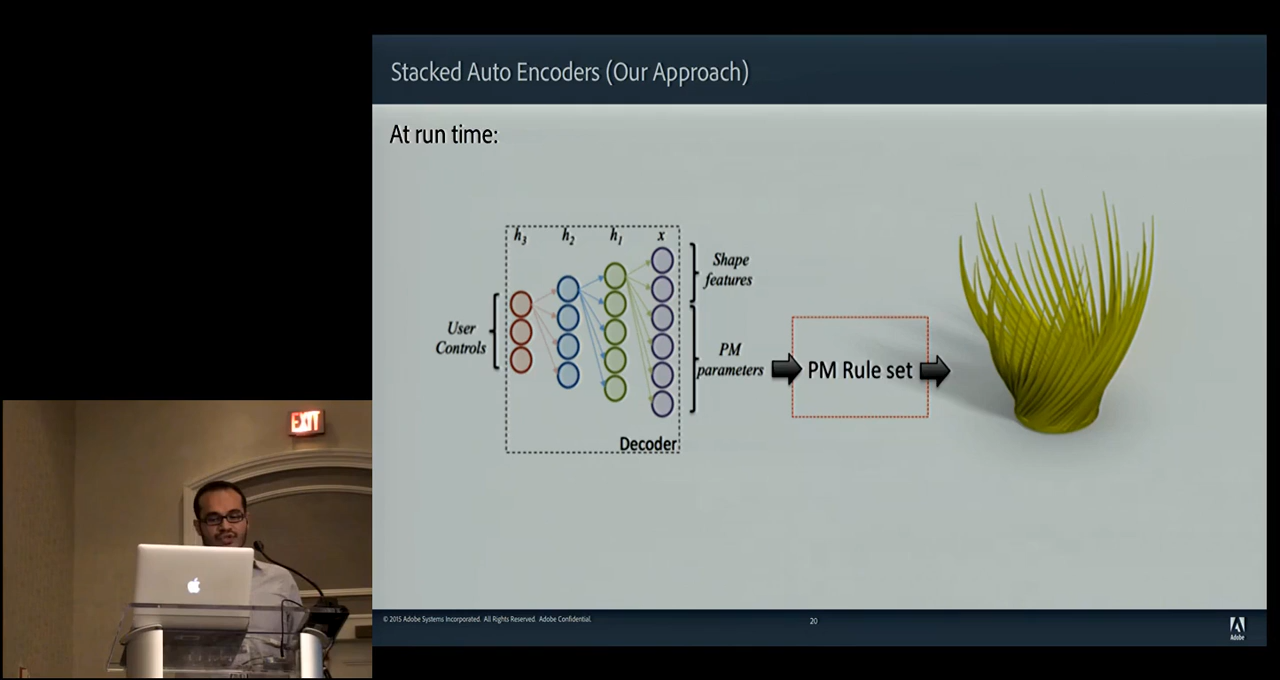 Stacked Auto Encoders (Our Approach)
At run time:
h3 h2 h1 x
Shape
features
User
Controls
PM
parameters
PM Rule set
Decoder
EXIT
© 2015 Adobe Systems Incorporated. All Rights Reserved. Adobe Confidential.
20
Adobe